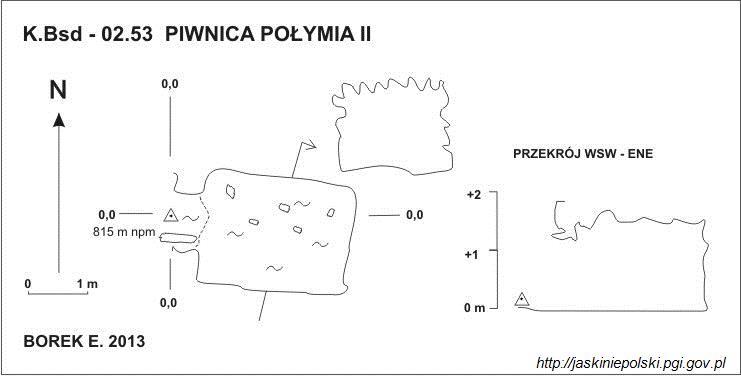 K.Bsd - 02.53 PIWNICA POŁYMIA II
N
0,0
PRZEKRÓJ WSW - ENE
+2
0,0
0,0
815 m npm
+1
0 1 m
0,0
0 m
BOREK E. 2013
http://jaskiniepolski.pgi.gov.pl